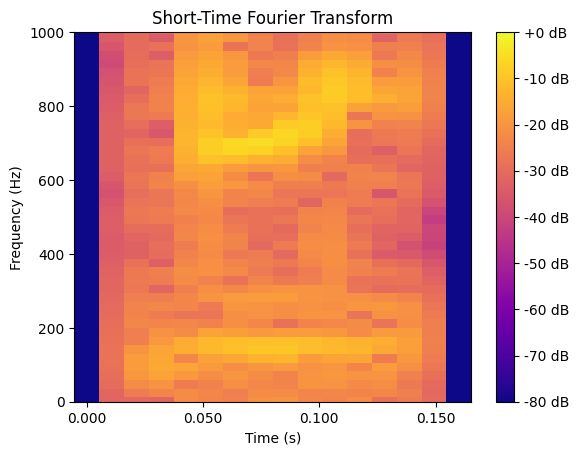 Short-Time Fourier Transform
1000
800
600
400
200
0
Frequency (Hz)
0.000
0.050
0.100
0.150
Time (s)
+0 dB
-10 dB
-20 dB
-30 dB
-40 dB
-50 dB
-60 dB
-70 dB
-80 dB